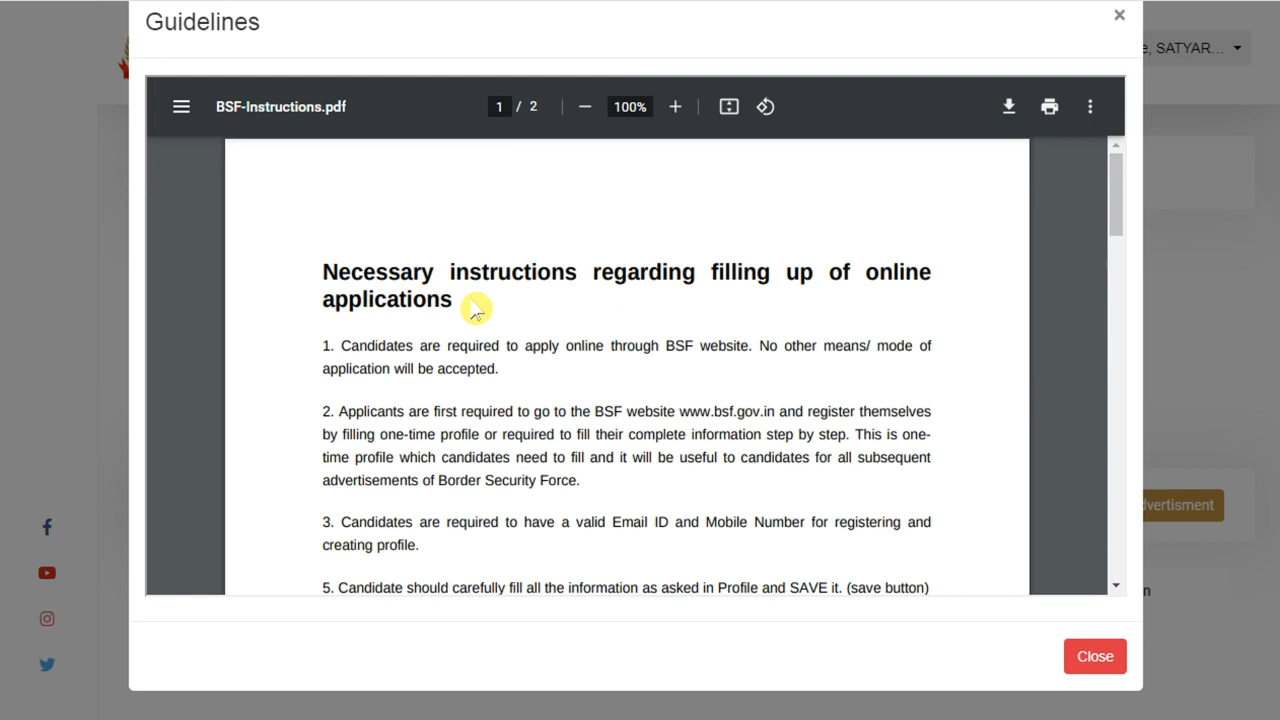 Guidelines
×
SATYAR...
BSF-Instructions.pdf
1 / 2
100%
Necessary instructions regarding filling up of online
applications
1. Candidates are required to apply online through BSF website. No other means/ mode of
application will be accepted.
2. Applicants are first required to go to the BSF website www.bsf.gov.in and register themselves
by filling one-time profile or required to fill their complete information step by step. This is one-
time profile which candidates need to fill and it will be useful to candidates for all subsequent
advertisements of Border Security Force.
3. Candidates are required to have a valid Email ID and Mobile Number for registering and
creating profile.
5. Candidate should carefully fill all the information as asked in Profile and SAVE it. (save button)
Close